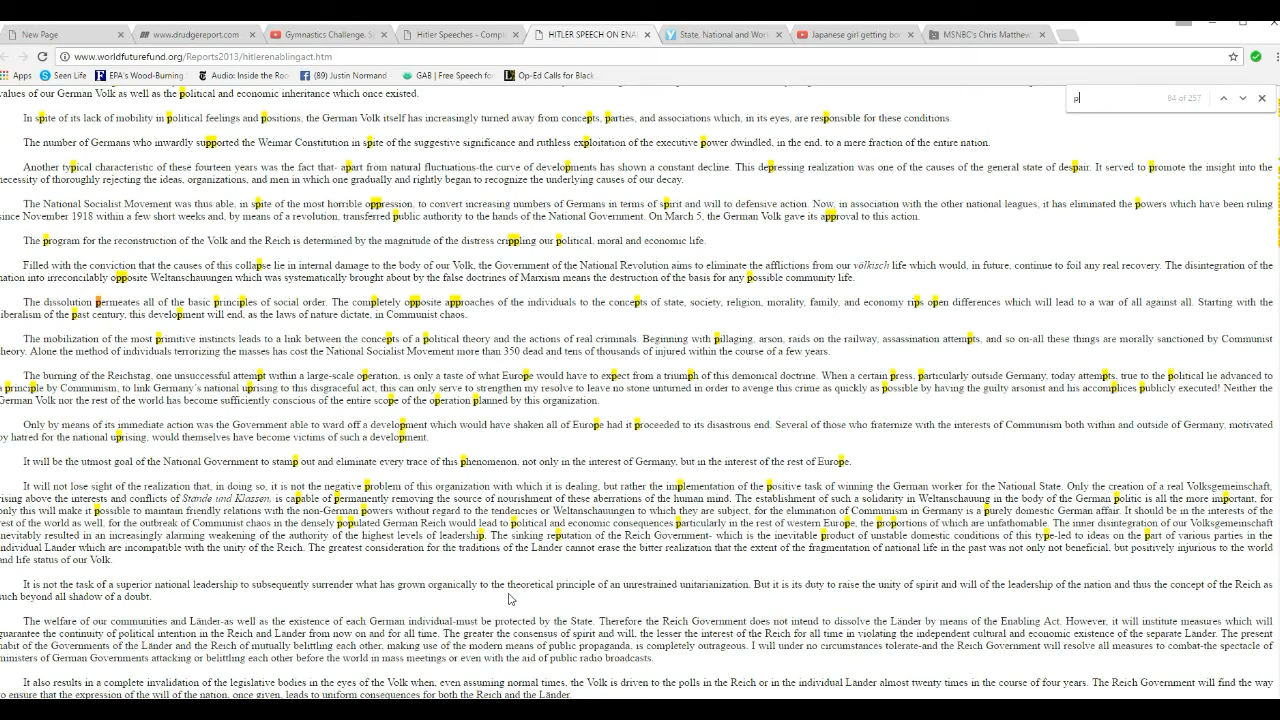 New Page
www.drudgereport.com
Gymnastics Challenge. S
Hitler Speeches - Comp
HITLER SPEECH ON ENA
State, National and Wor
Japanese girl getting bo
MSNBC's Chris Matthew
www.worldfuturefund.org/Reports2013/hitlerenablingact.htm
Apps Seen Life EPA's Wood-Burning Audio: Inside the Ro (89) Justin Normand GAB | Free Speech fo Op-Ed Calls for Black
p 84 of 257
values of our German Volk as well as the political and economic inheritance which once existed.
In spite of its lack of mobility in political feelings and positions, the German Volk itself has increasingly turned away from concepts, parties, and associations which, in its eyes, are responsible for these conditions.
The number of Germans who inwardly supported the Weimar Constitution in spite of the suggestive significance and ruthless exploitation of the executive power dwindled, in the end, to a mere fraction of the entire nation.
Another typical characteristic of these fourteen years was the fact that- apart from natural fluctuations-the curve of developments has shown a constant decline. This depressing realization was one of the causes of the general state of despair. It served to promote the insight into the
necessity of thoroughly rejecting the ideas, organizations, and men in which one gradually and rightly began to recognize the underlying causes of our decay.
The National Socialist Movement was thus able, in spite of the most horrible oppression, to convert increasing numbers of Germans in terms of spirit and will to defensive action. Now, in association with the other national leagues, it has eliminated the powers which have been ruling
since November 1918 within a few short weeks and, by means of a revolution, transferred public authority to the hands of the National Government. On March 5, the German Volk gave its approval to this action.
The program for the reconstruction of the Volk and the Reich is determined by the magnitude of the distress crippling our political, moral and economic life.
Filled with the conviction that the causes of this collapse lie in internal damage to the body of our Volk, the Government of the National Revolution aims to eliminate the afflictions from our völkisch life which would, in future, continue to foil any real recovery. The disintegration of the
nation into irreconcilably opposite Weltanschauungen which was systematically brought about by the false doctrines of Marxism means the destruction of the basis for any possible community life.
The dissolution permeates all of the basic principles of social order. The completely opposite approaches of the individuals to the concepts of state, society, religion, morality, family, and economy rips open differences which will lead to a war of all against all. Starting with the
liberalism of the past century, this development will end, as the laws of nature dictate, in Communist chaos.
The mobilization of the most primitive instincts leads to a link between the concepts of a political theory and the actions of real criminals. Beginning with pillaging, arson, raids on the railway, assassination attempts, and so on-all these things are morally sanctioned by Communist
theory. Alone the method of individuals terrorizing the masses has cost the National Socialist Movement more than 350 dead and tens of thousands of injured within the course of a few years.
The burning of the Reichstag, one unsuccessful attempt within a large-scale operation, is only a taste of what Europe would have to expect from a triumph of this demonical doctrine. When a certain press, particularly outside Germany, today attempts, true to the political lie advanced to
a principle by Communism, to link Germany's national uprising to this disgraceful act, this can only serve to strengthen my resolve to leave no stone unturned in order to avenge this crime as quickly as possible by having the guilty arsonist and his accomplices publicly executed! Neither the
German Volk nor the rest of the world has become sufficiently conscious of the entire scope of the operation planned by this organization.
Only by means of its immediate action was the Government able to ward off a development which would have shaken all of Europe had it proceeded to its disastrous end. Several of those who fraternize with the interests of Communism both within and outside of Germany, motivated
by hatred for the national uprising, would themselves have become victims of such a development.
It will be the utmost goal of the National Government to stamp out and eliminate every trace of this phenomenon, not only in the interest of Germany, but in the interest of the rest of Europe.
It will not lose sight of the realization that, in doing so, it is not the negative problem of this organization with which it is dealing, but rather the implementation of the positive task of winning the German worker for the National State. Only the creation of a real Volksgemeinschaft,
rising above the interests and conflicts of Stände und Klassen, is capable of permanently removing the source of nourishment of these aberrations of the human mind. The establishment of such a solidarity in Weltanschauung in the body of the German politic is all the more important, for
only this will make it possible to maintain friendly relations with the non-German powers without regard to the tendencies or Weltanschauungen to which they are subject, for the elimination of Communism in Germany is a purely domestic German affair. It should be in the interests of the
rest of the world as well, for the outbreak of Communist chaos in the densely populated German Reich would lead to political and economic consequences particularly in the rest of western Europe, the proportions of which are unfathomable. The inner disintegration of our Volksgemeinschaft
inevitably resulted in an increasingly alarming weakening of the authority of the highest levels of leadership. The sinking reputation of the Reich Government- which is the inevitable product of unstable domestic conditions of this type-led to ideas on the part of various parties in the
individual Länder which are incompatible with the unity of the Reich. The greatest consideration for the traditions of the Länder cannot erase the bitter realization that the extent of the fragmentation of national life in the past was not only not beneficial, but positively injurious to the world
and life status of our Volk.
It is not the task of a superior national leadership to subsequently surrender what has grown organically to the theoretical principle of an unrestrained unitarianization. But it is its duty to raise the unity of spirit and will of the leadership of the nation and thus the concept of the Reich as
such beyond all shadow of a doubt.
The welfare of our communities and Länder-as well as the existence of each German individual-must be protected by the State. Therefore the Reich Government does not intend to dissolve the Länder by means of the Enabling Act. However, it will institute measures which will
guarantee the continuity of political intention in the Reich and Länder from now on and for all time. The greater the consensus of spirit and will, the lesser the interest of the Reich for all time in violating the independent cultural and economic existence of the separate Länder. The present
habit of the Governments of the Länder and the Reich of mutually belittling each other, making use of the modern means of public propaganda, is completely outrageous. I will under no circumstances tolerate-and the Reich Government will resolve all measures to combat-the spectacle of
ministers of German Governments attacking or belittling each other before the world in mass meetings or even with the aid of public radio broadcasts.
It also results in a complete invalidation of the legislative bodies in the eyes of the Volk when, even assuming normal times, the Volk is driven to the polls in the Reich or in the individual Länder almost twenty times in the course of four years. The Reich Government will find the way
to ensure that the expression of the will of the nation, once given, leads to uniform consequences for both the Reich and the Länder.